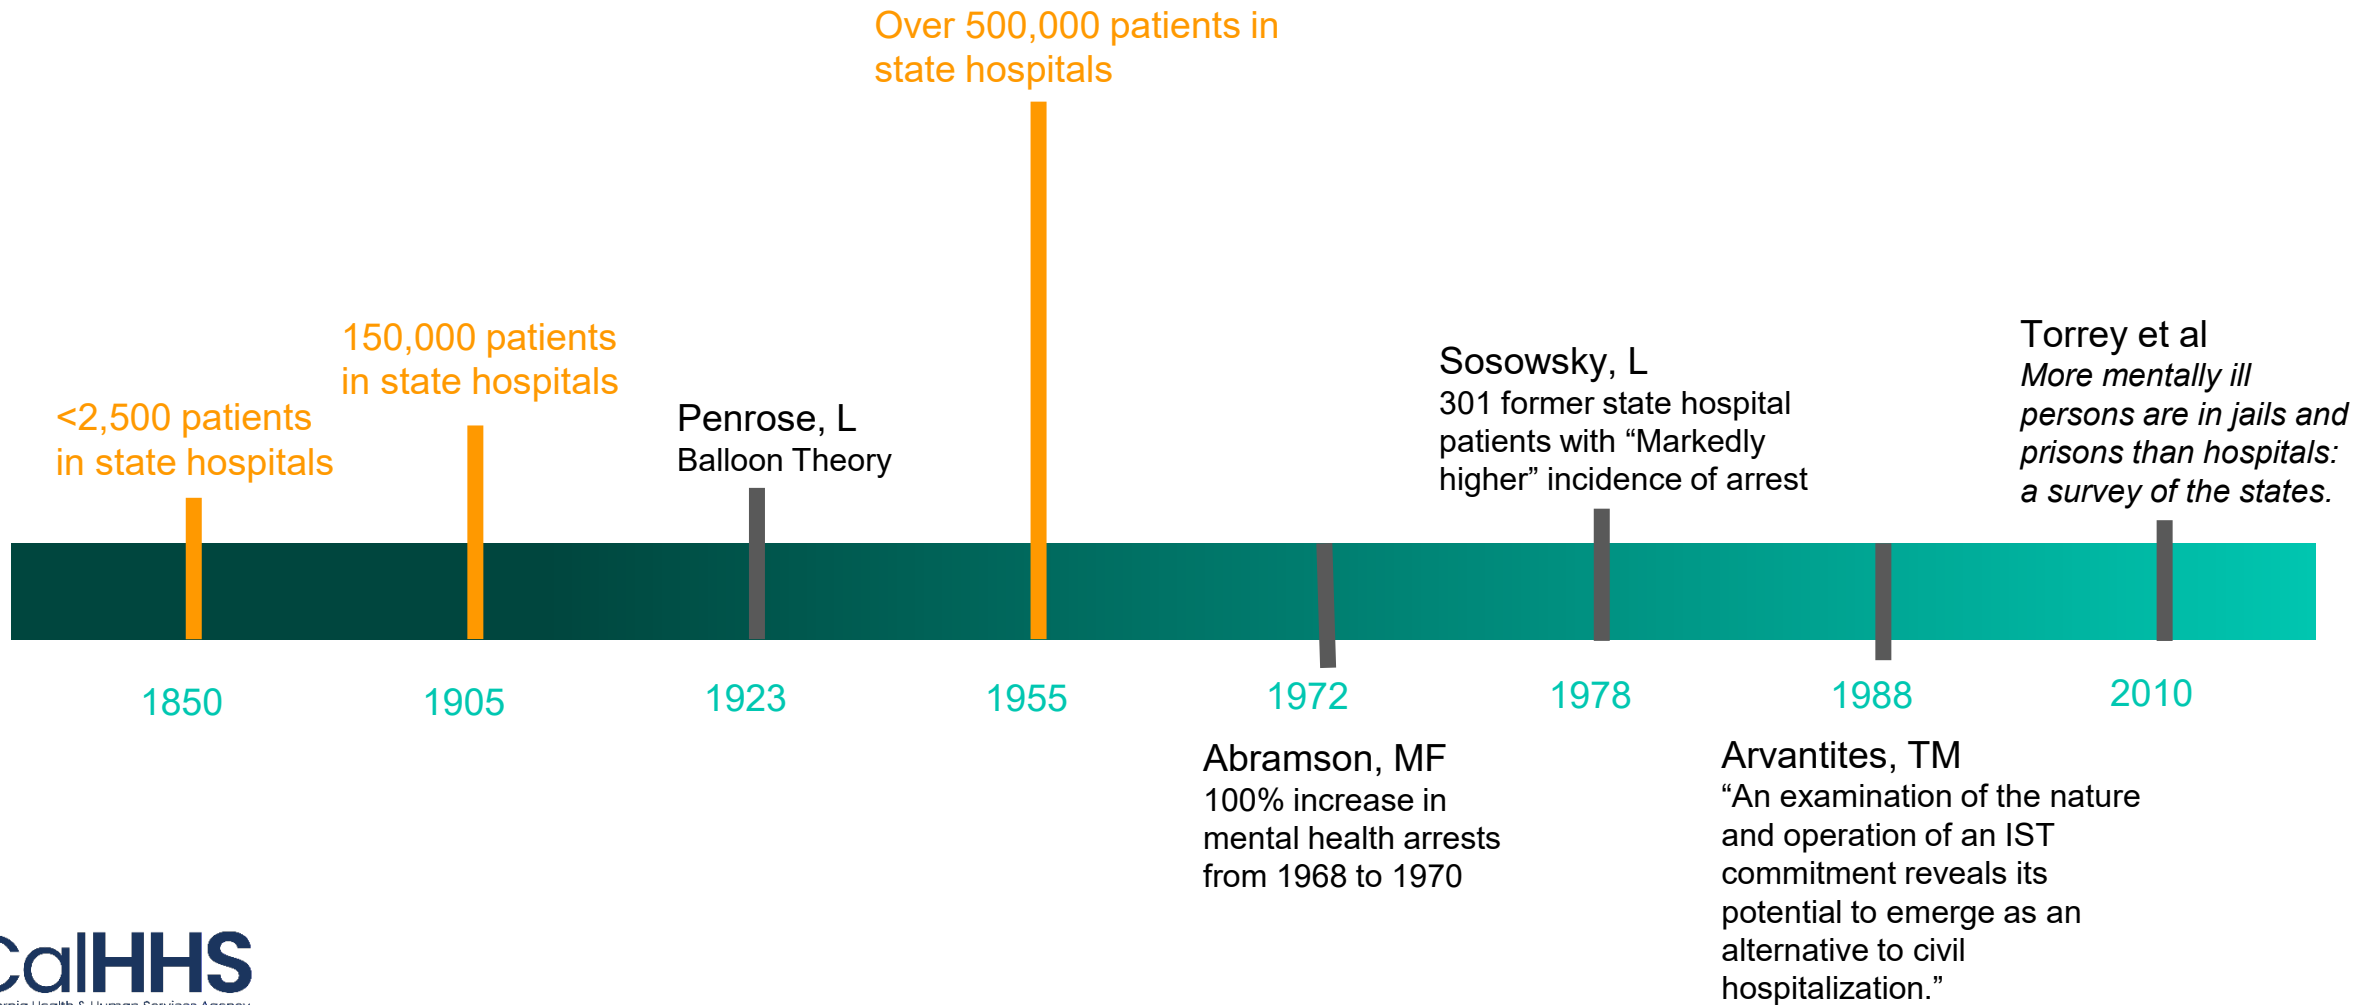 Over 500,000 patients in
state hospitals
150,000 patients
in state hospitals
<2,500 patients
in state hospitals
Penrose, L
Balloon Theory
Sosowsky, L
301 former state hospital
patients with “Markedly
higher” incidence of arrest
Torrey et al
More mentally ill
persons are in jails and
prisons than hospitals:
a survey of the states.
1850
1905
1923
1955
1972
1978
1988
2010
Abramson, MF
100% increase in
mental health arrests
from 1968 to 1970
Arvantites, TM
“An examination of the nature
and operation of an IST
commitment reveals its
potential to emerge as an
alternative to civil
hospitalization.”
CalHHS
Health & Human Services Agency